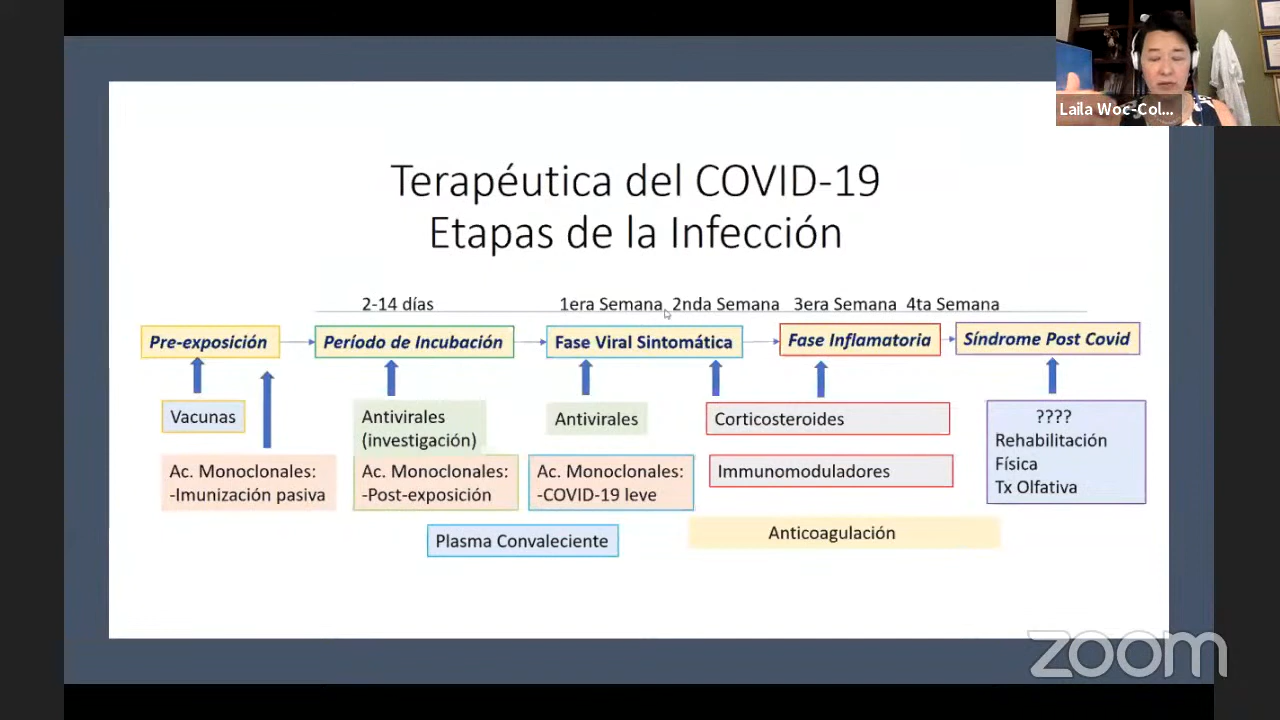 Laila Woc-Col...
Terapéutica del COVID-19
Etapas de la Infección
2-14 días
1era Semana 2nda Semana 3era Semana 4ta Semana
Pre-exposición
Período de Incubación
Fase Viral Sintomática
Fase Inflamatoria
Síndrome Post Covid
Vacunas
Ac. Monoclonales:
-Imunización pasiva
Antivirales
(investigación)
Ac. Monoclonales:
-Post-exposición
Antivirales
Ac. Monoclonales:
-COVID-19 leve
Plasma Convaleciente
Corticosteroides
Immunomoduladores
Anticoagulación
????
Rehabilitación
Física
Tx Olfativa
zoom